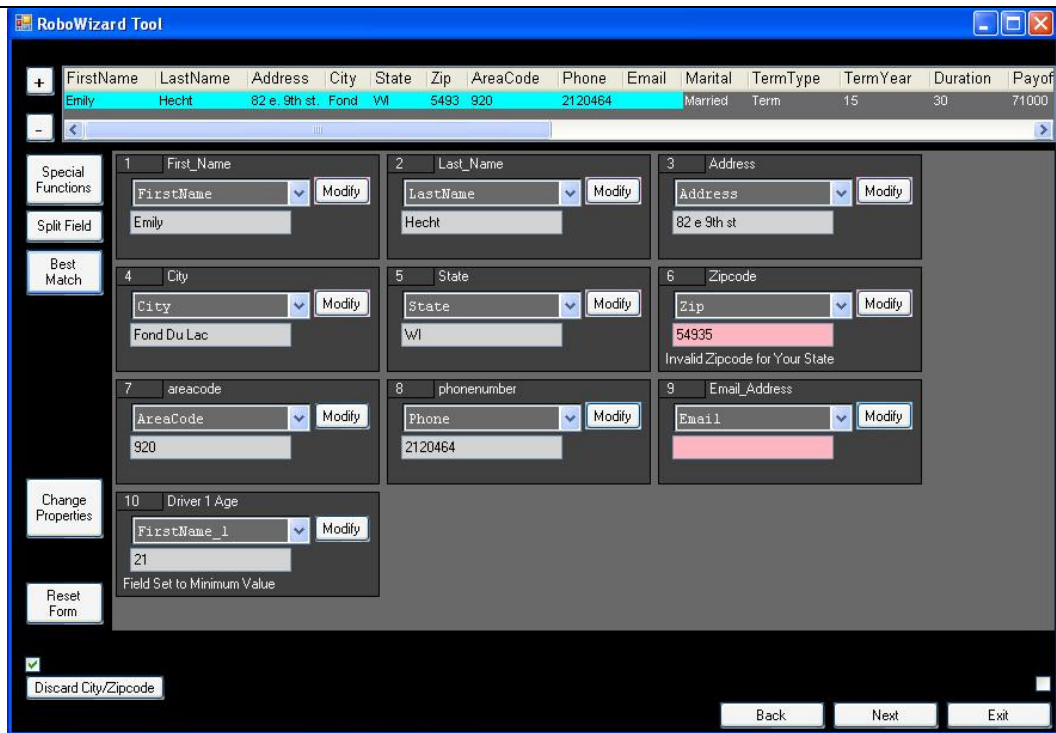 RoboWizard Tool
+ FirstName LastName Address City State Zip AreaCode Phone Email Marital TermType TermYear Duration Payof
Emily Hecht 82 e. 9th st. Fond WI 5493 920 2120464 Married Term 15 30 71000
-
Special Functions
Split Field
Best Match
Change Properties
Reset Form
1 First_Name
FirstName Modify
Emily
2 Last_Name
LastName Modify
Hecht
3 Address
Address Modify
82 e 9th st
4 City
City Modify
Fond Du Lac
5 State
State Modify
WI
6 Zipcode
Zip Modify
54935
Invalid Zipcode for Your State
7 areacode
AreaCode Modify
920
8 phonenumber
Phone Modify
2120464
9 Email_Address
Email Modify
10 Driver 1 Age
FirstName_1 Modify
21
Field Set to Minimum Value
Discard City/Zipcode
Back Next Exit